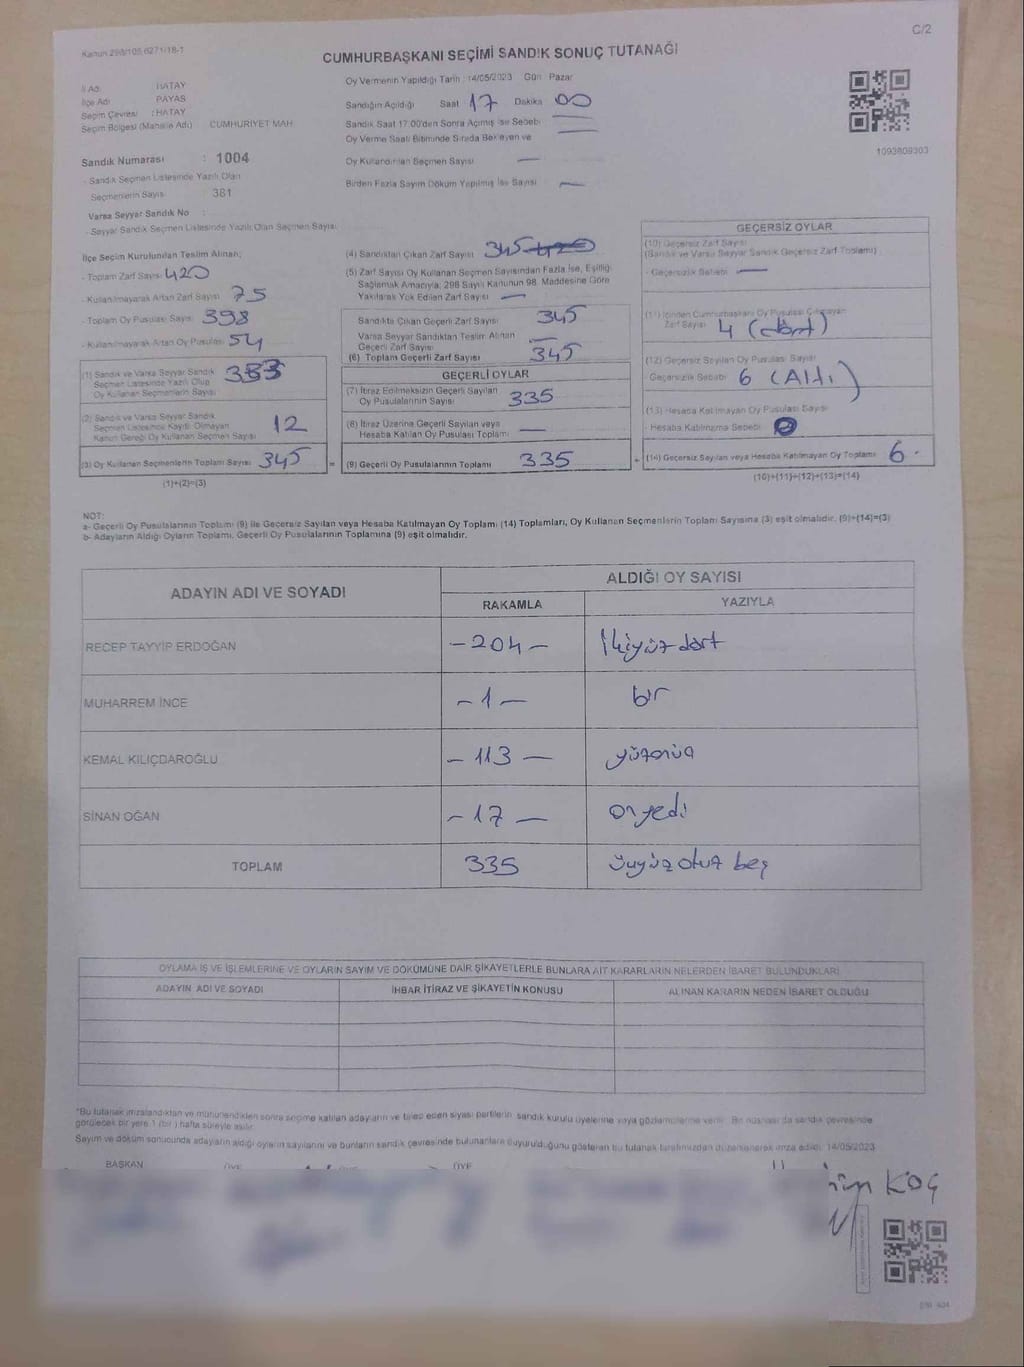 Kanun 298/105 6271/18-1
C/2
CUMHURBAŞKANI SEÇİMİ SANDIK SONUÇ TUTANAĞI
İl Adı : HATAY
İlçe Adı PAYAS
Seçim Çevresi : HATAY
Seçim Bölgesi (Mahalle Adı) CUMHURİYET MAH
Sandık Numarası : 1004
- Sandık Seçmen Listesinde Yazılı Olan
Seçmenlerin Sayısı 381
Varsa Seyyar Sandık No :
- Seyyar Sandık Seçmen Listesinde Yazılı Olan Seçmen Sayısı
Oy Vermenin Yapıldığı Tarih : 14/05/2023 Gün : Pazar
Sandığın Açıldığı Saat 17 Dakika 00
Sandık Saat 17:00'den Sonra Açılmış İse Sebebi
Oy Verme Saati Bitiminde Sırada Bekleyen ve
Oy Kullandırılan Seçmen Sayısı —
Birden Fazla Sayım Döküm Yapılmış İse Sayısı —
1093809303
İlçe Seçim Kurulundan Teslim Alınan;
- Toplam Zarf Sayısı 420
- Kullanılmayarak Artan Zarf Sayısı 75
- Toplam Oy Pusulası Sayısı 398
- Kullanılmayarak Artan Oy Pusulası 54
(1) Sandık ve Varsa Seyyar Sandık
Seçmen Listesinde Yazılı Olup
Oy Kullanan Seçmenlerin Sayısı 333
(2) Sandık ve Varsa Seyyar Sandık
Seçmen Listesinde Kayıtlı Olmayan
Kanun Gereği Oy Kullanan Seçmen Sayısı 12
(3) Oy Kullanan Seçmenlerin Toplam Sayısı 345
(1)+(2)=(3)
(4) Sandıktan Çıkan Zarf Sayısı 345 420
(5) Zarf Sayısı Oy Kullanan Seçmen Sayısından Fazla İse, Eşitliği
Sağlamak Amacıyla, 298 Sayılı Kanunun 98. Maddesine Göre
Yakılarak Yok Edilen Zarf Sayısı —
Sandıkta Çıkan Geçerli Zarf Sayısı 345
Varsa Seyyar Sandıktan Teslim Alınan
Geçerli Zarf Sayısı —
(6) Toplam Geçerli Zarf Sayısı 345
GEÇERLİ OYLAR
(7) İtiraz Edilmeksizin Geçerli Sayılan
Oy Pusulalarının Sayısı 335
(8) İtiraz Üzerine Geçerli Sayılan veya
Hesaba Katılan Oy Pusulası Toplamı —
= (9) Geçerli Oy Pusulalarının Toplamı 335
GEÇERSİZ OYLAR
(10) Geçersiz Zarf Sayısı
(Sandık ve Varsa Seyyar Sandık Geçersiz Zarf Toplamı)
- Geçersizlik Sebebi —
(11) İçinden Cumhurbaşkanı Oy Pusulası Çıkmayan
Zarf Sayısı 4 (dört)
(12) Geçersiz Sayılan Oy Pusulası Sayısı
- Geçersizlik Sebebi 6 (Altı)
(13) Hesaba Katılmayan Oy Pusulası Sayısı
- Hesaba Katılmama Sebebi
+ (14) Geçersiz Sayılan veya Hesaba Katılmayan Oy Toplamı 6
(10)+(11)+(12)+(13)=(14)
NOT:
a- Geçerli Oy Pusulalarının Toplamı (9) ile Geçersiz Sayılan veya Hesaba Katılmayan Oy Toplamı (14) Toplamları, Oy Kullanan Seçmenlerin Toplam Sayısına (3) eşit olmalıdır. (9)+(14)=(3)
b- Adayların Aldığı Oyların Toplamı, Geçerli Oy Pusulalarının Toplamına (9) eşit olmalıdır.
ADAYIN ADI VE SOYADI ALDIĞI OY SAYISI
RAKAMLA YAZIYLA
RECEP TAYYİP ERDOĞAN -204- İkiyüz dört
MUHARREM İNCE -1- bir
KEMAL KILIÇDAROĞLU -113- yüzonüç
SİNAN OĞAN -17- onyedi
TOPLAM 335 üçyüz otuz beş
OYLAMA İŞ VE İŞLEMLERİNE VE OYLARIN SAYIM VE DÖKÜMÜNE DAİR ŞİKAYETLERLE BUNLARA AİT KARARLARIN NELERDEN İBARET BULUNDUKLARI
ADAYIN ADI VE SOYADI İHBAR İTİRAZ VE ŞİKAYETİN KONUSU ALINAN KARARIN NEDEN İBARET OLDUĞU
*Bu tutanak imzalandıktan ve mühürlendikten sonra seçime katılan adayların ve birleşik siyasi partilerin sandık kurulu üyelerine veya gözlemcilerine verilir. Bir nüshası da sandık çevresinde
görülecek bir yere 1 (bir) hafta süreyle asılır.
Sayım ve döküm sonucunda adayların aldığı oyların sayılarını ve bunların sandık çevresinde bulunanlara duyurulduğunu gösteren bu tutanak tarafımızdan düzenlenerek imza edildi. 14/05/2023
BAŞKAN ÜYE ÜYE
KOÇ